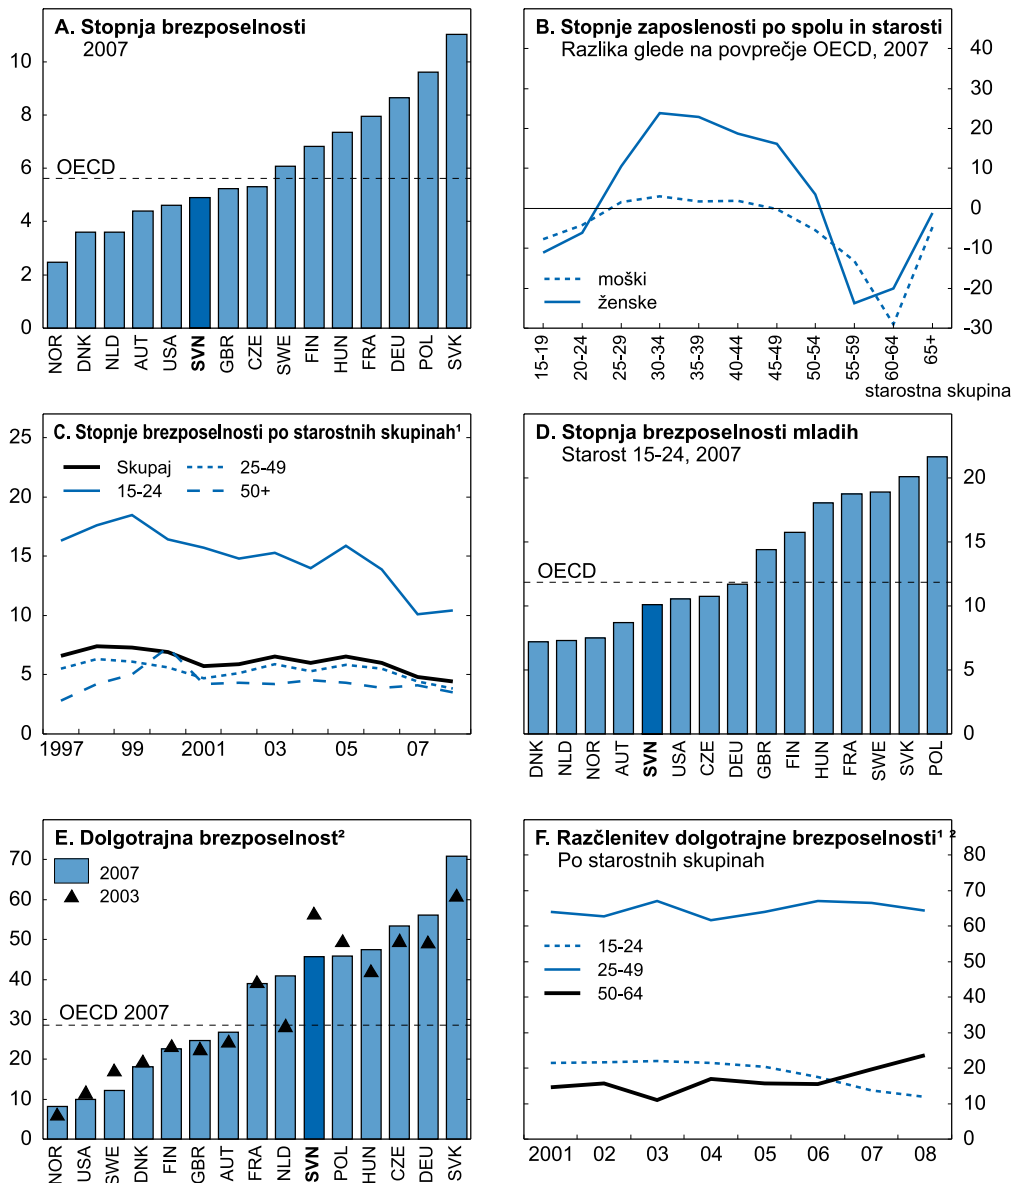 A. Stopnja brezposelnosti
2007
10
8
6
4
2
0
OECD
NOR
DNK
NLD
AUT
USA
SVN
GBR
CZE
SWE
FIN
HUN
FRA
DEU
POL
SVK
B. Stopnje zaposlenosti po spolu in starosti
Razlika glede na povprečje OECD, 2007
40
30
20
10
0
-10
-20
-30
moški
ženske
15-19
20-24
25-29
30-34
35-39
40-44
45-49
50-54
55-59
60-64
65+
starostna skupina
C. Stopnje brezposelnosti po starostnih skupinah¹
25
20
15
10
5
0
Skupaj
15-24
25-49
50+
1997
99
2001
03
05
07
D. Stopnja brezposelnosti mladih
Starost 15-24, 2007
20
15
10
5
0
OECD
DNK
NLD
NOR
AUT
SVN
USA
CZE
DEU
GBR
FIN
HUN
FRA
SWE
SVK
POL
E. Dolgotrajna brezposelnost²
70
60
50
40
30
20
10
0
2007
2003
OECD 2007
NOR
USA
SWE
DNK
FIN
GBR
AUT
FRA
NLD
SVN
POL
HUN
CZE
DEU
SVK
F. Razčlenitev dolgotrajne brezposelnosti¹ ²
Po starostnih skupinah
80
70
60
50
40
30
20
10
0
15-24
25-49
50-64
2001
02
03
04
05
06
07
08